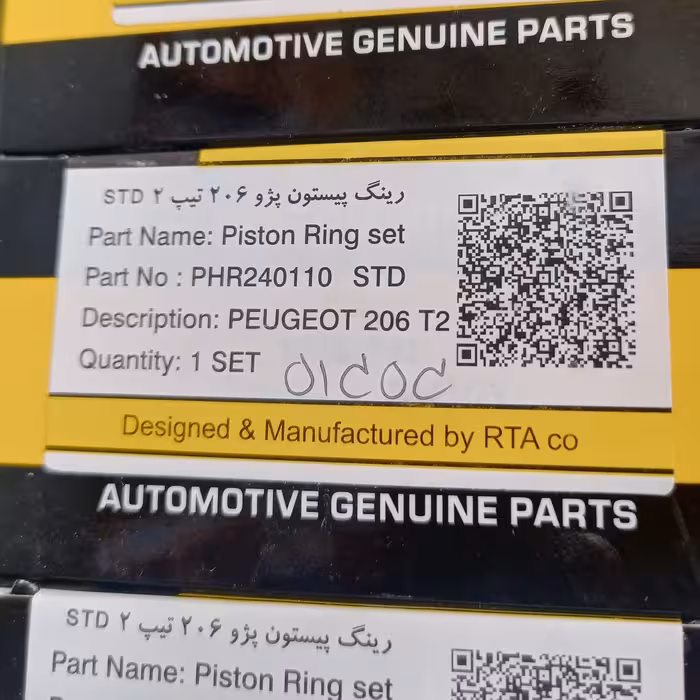 AUTOMOTIVE GENUINE PARTS
رینگ پیستون پژو ۲۰۶ تیپ ۲ STD
Part Name: Piston Ring set
Part No : PHR240110 STD
Description: PEUGEOT 206 T2
Quantity: 1 SET
Designed & Manufactured by RTA co
AUTOMOTIVE GENUINE PARTS
رینگ پیستون پژو ۲۰۶ تیپ ۲ STD
Part Name: Piston Ring set